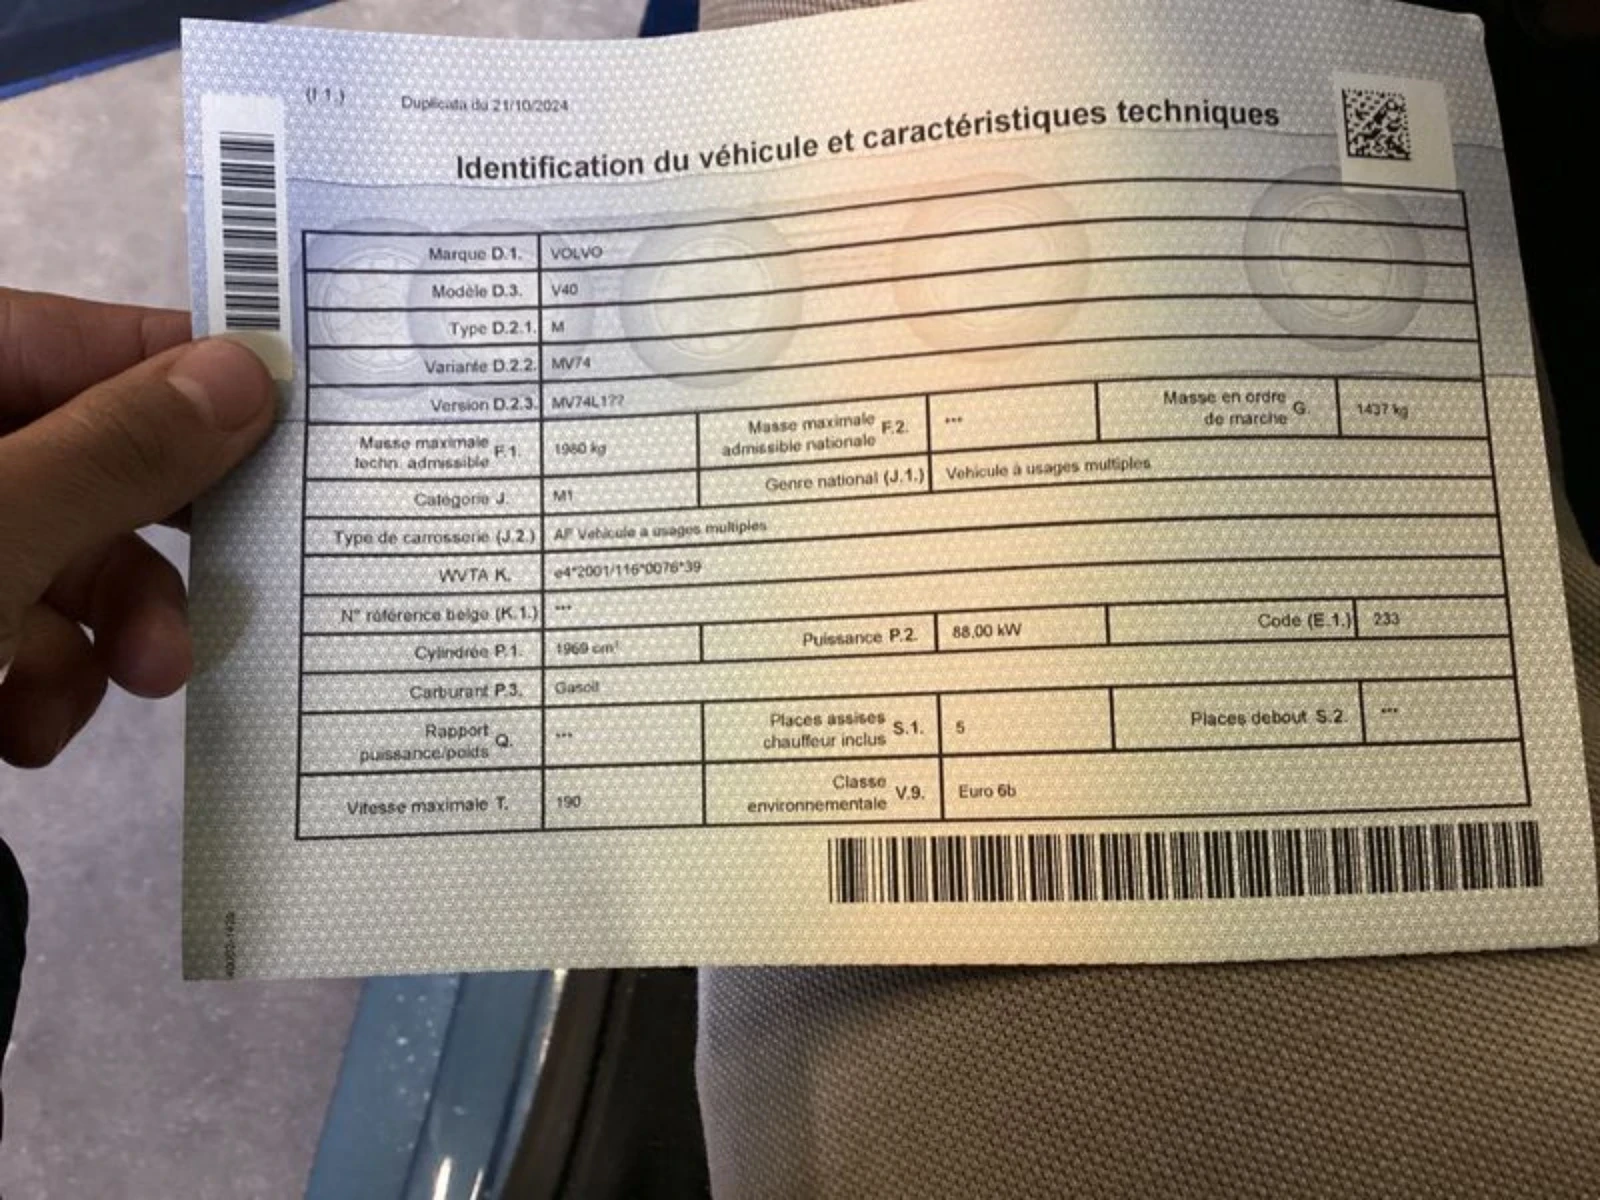 (I 1.) Duplicata du 21/10/2024
Identification du véhicule et caractéristiques techniques
Marque D.1. VOLVO
Modèle D.3. V40
Type D.2.1. M
Variante D.2.2. MV74
Version D.2.3. MV74L1??
Masse maximale techn. admissible F.1. 1980 kg Masse maximale admissible nationale F.2. --- Masse en ordre de marche G. 1437 kg
Catégorie J. M1 Genre national (J.1.) Vehicule à usages multiples
Type de carrosserie (J.2.) AF Vehicule à usages multiples
WVTA K. e4*2001/116*0076*39
N° référence belge (K.1.) ---
Cylindrée P.1. 1969 cm³ Puissance P.2. 88.00 kW Code (E.1.) 233
Carburant P.3. Gasoil
Rapport puissance/poids Q. --- Places assises chauffeur inclus S.1. 5 Places debout S.2. ---
Vitesse maximale T. 190 Classe environnementale V.9. Euro 6b